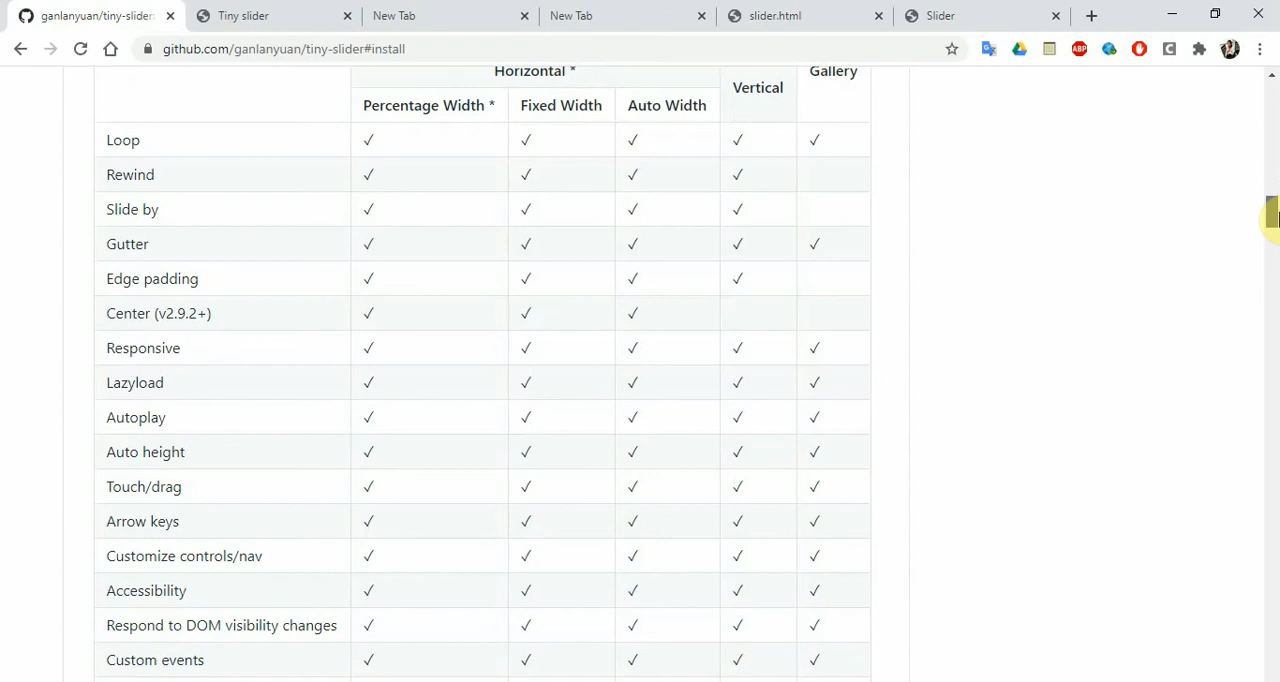 ganlanyuan/tiny-slider: Tiny slider New Tab New Tab slider.html Slider
github.com/ganlanyuan/tiny-slider#install
ABP
Horizontal * Vertical Gallery
Percentage Width * Fixed Width Auto Width
Loop ✓ ✓ ✓ ✓ ✓
Rewind ✓ ✓ ✓ ✓
Slide by ✓ ✓ ✓ ✓
Gutter ✓ ✓ ✓ ✓ ✓
Edge padding ✓ ✓ ✓ ✓
Center (v2.9.2+) ✓ ✓ ✓
Responsive ✓ ✓ ✓ ✓ ✓
Lazyload ✓ ✓ ✓ ✓ ✓
Autoplay ✓ ✓ ✓ ✓ ✓
Auto height ✓ ✓ ✓ ✓ ✓
Touch/drag ✓ ✓ ✓ ✓ ✓
Arrow keys ✓ ✓ ✓ ✓ ✓
Customize controls/nav ✓ ✓ ✓ ✓ ✓
Accessibility ✓ ✓ ✓ ✓ ✓
Respond to DOM visibility changes ✓ ✓ ✓ ✓ ✓
Custom events ✓ ✓ ✓ ✓ ✓